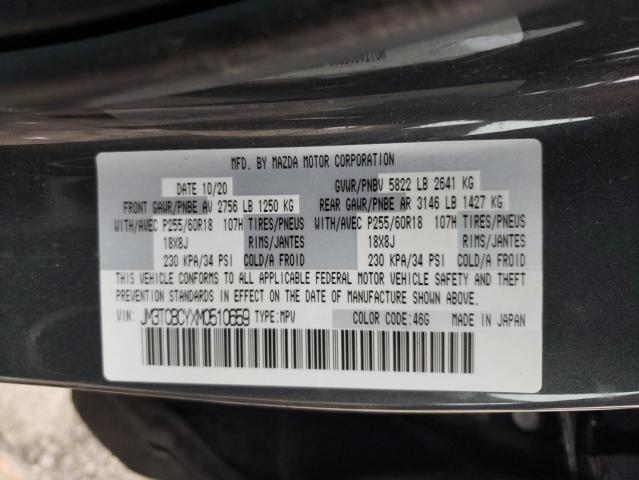 MFD. BY MAZDA MOTOR CORPORATION
DATE 10/20 GVWR/PNBV 5822 LB 2641 KG
FRONT GAWR/PNBE AV 2756 LB 1250 KG REAR GAWR/PNBE AR 3146 LB 1427 KG
WITH/AVEC P255/60R18 107H TIRES/PNEUS WITH/AVEC P255/60R18 107H TIRES/PNEUS
18X8J RIMS/JANTES 18X8J RIMS/JANTES
230 KPA/34 PSI COLD/A FROID 230 KPA/34 PSI COLD/A FROID
THIS VEHICLE CONFORMS TO ALL APPLICABLE FEDERAL MOTOR VEHICLE SAFETY AND THEFT
PREVENTION STANDARDS IN EFFECT ON THE DATE OF MANUFACTURE SHOWN ABOVE.
VIN: JM3TCBCYXM0510659 TYPE: MPV COLOR CODE: 46G MADE IN JAPAN